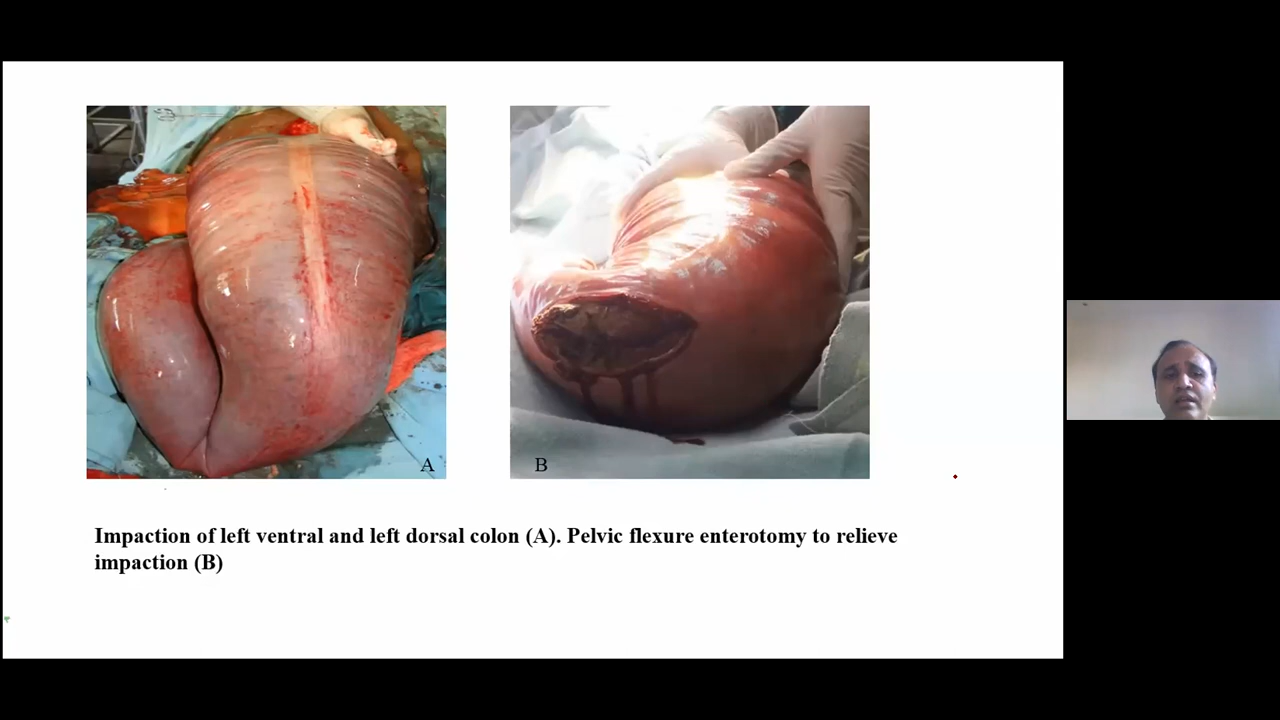 A
B
Impaction of left ventral and left dorsal colon (A). Pelvic flexure enterotomy to relieve
impaction (B)